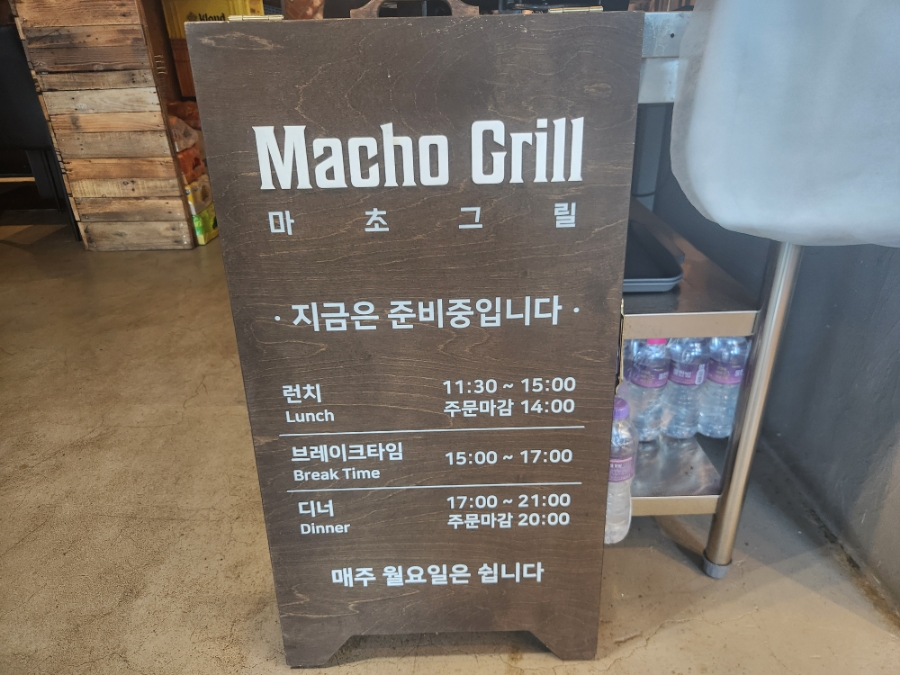 Macho Grill
마 초 그 릴
· 지금은 준비중입니다 ·
런치 11:30 ~ 15:00
Lunch 주문마감 14:00
브레이크타임
Break Time 15:00 ~ 17:00
디너 17:00 ~ 21:00
Dinner 주문마감 20:00
매주 월요일은 쉽니다